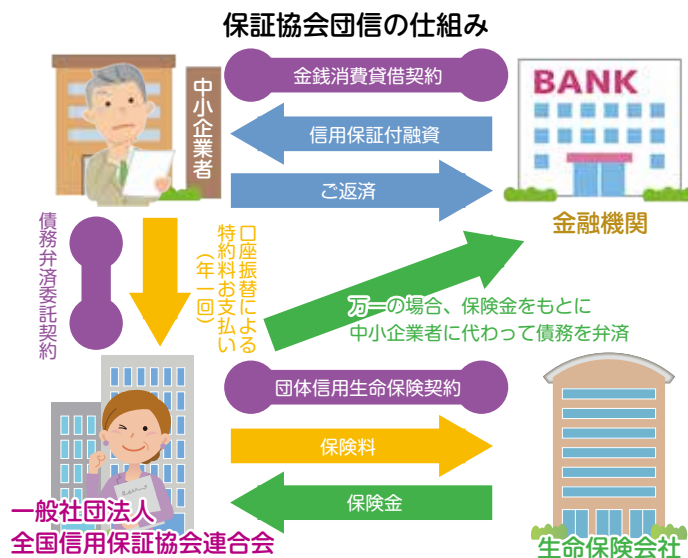 保証協会団信の仕組み
中小企業者
金銭消費貸借契約
BANK
信用保証付融資
ご返済
金融機関
債務弁済委託契約
口座振替による
特約料お支払い
（年一回）
万一の場合、保険金をもとに
中小企業者に代わって債務を弁済
団体信用生命保険契約
保険料
保険金
一般社団法人
全国信用保証協会連合会
生命保険会社